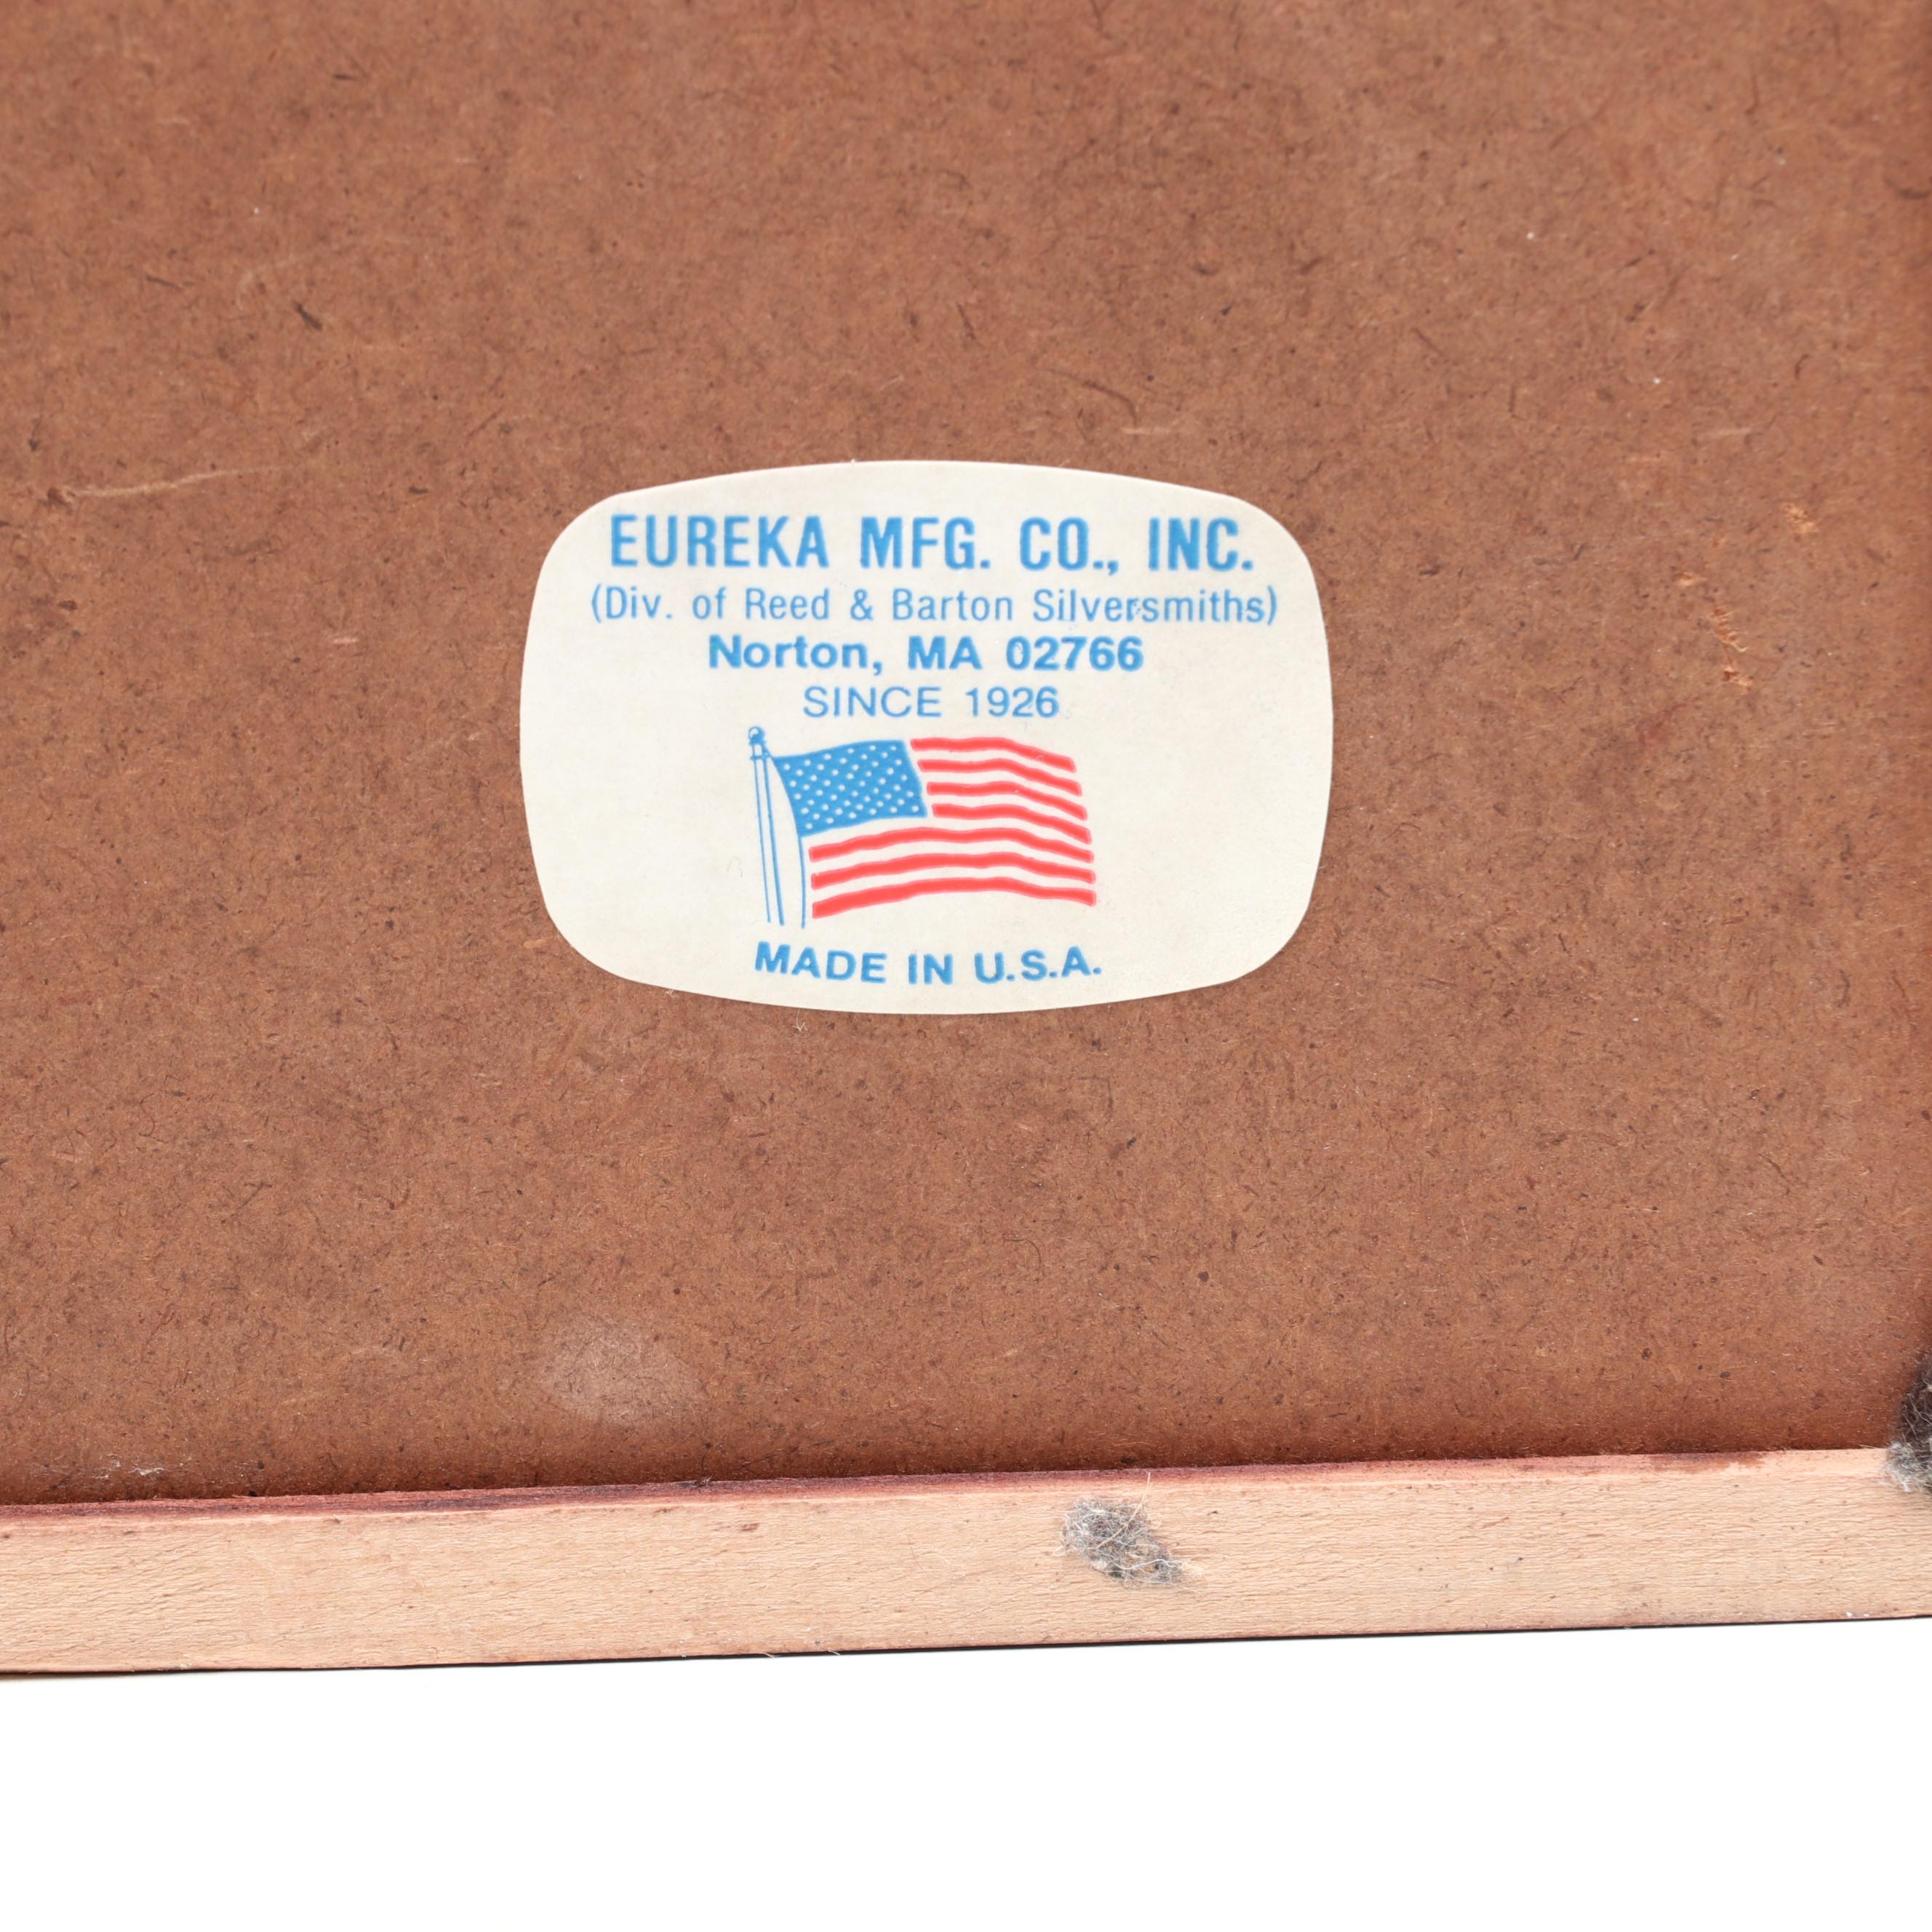 EUREKA MFG. CO., INC.
(Div. of Reed & Barton Silversmiths)
Norton, MA 02766
SINCE 1926
MADE IN U.S.A.